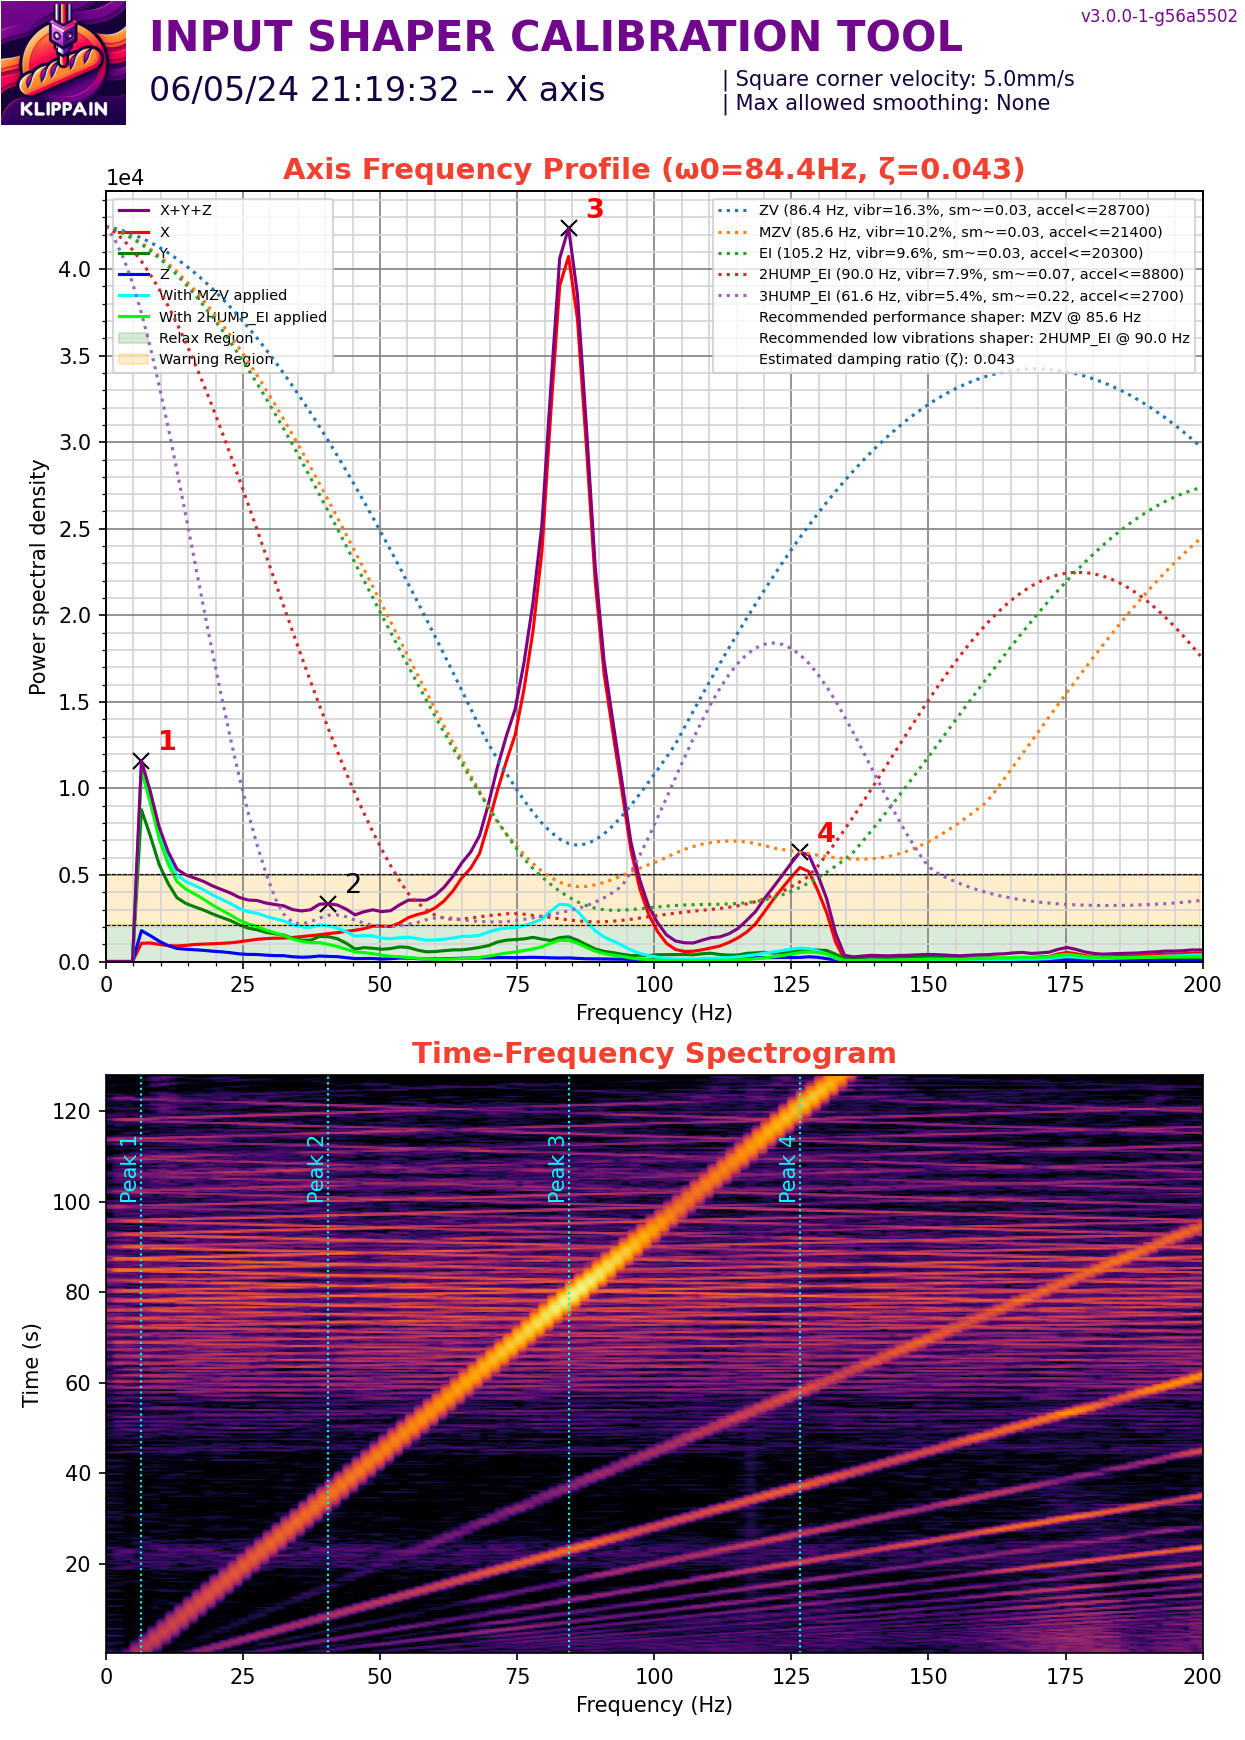 KLIPPAIN
INPUT SHAPER CALIBRATION TOOL
v3.0.0-1-g56a5502
06/05/24 21:19:32 -- X axis
| Square corner velocity: 5.0mm/s
| Max allowed smoothing: None
Axis Frequency Profile (ω0=84.4Hz, ζ=0.043)
1e4
X+Y+Z
X
Y
Z
With MZV applied
With 2HUMP_EI applied
Relax Region
Warning Region
ZV (86.4 Hz, vibr=16.3%, sm~=0.03, accel<=28700)
MZV (85.6 Hz, vibr=10.2%, sm~=0.03, accel<=21400)
EI (105.2 Hz, vibr=9.6%, sm~=0.03, accel<=20300)
2HUMP_EI (90.0 Hz, vibr=7.9%, sm~=0.07, accel<=8800)
3HUMP_EI (61.6 Hz, vibr=5.4%, sm~=0.22, accel<=2700)
Recommended performance shaper: MZV @ 85.6 Hz
Recommended low vibrations shaper: 2HUMP_EI @ 90.0 Hz
Estimated damping ratio (ζ): 0.043
3
1
2
4
Power spectral density
4.0
3.5
3.0
2.5
2.0
1.5
1.0
0.5
0.0
0 25 50 75 100 125 150 175 200
Frequency (Hz)
Time-Frequency Spectrogram
Peak 1
Peak 2
Peak 3
Peak 4
Time (s)
120
100
80
60
40
20
0 25 50 75 100 125 150 175 200
Frequency (Hz)